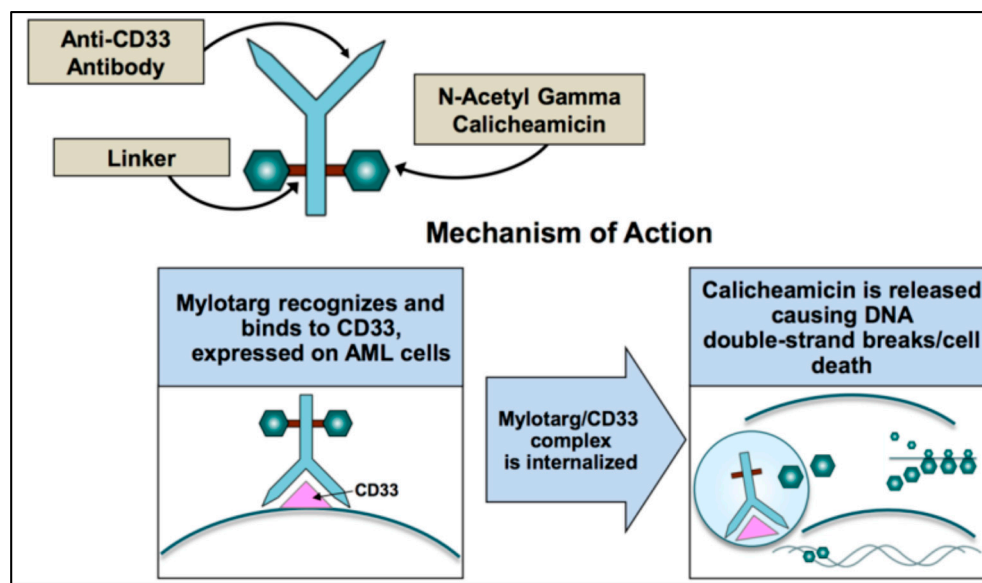 Anti-CD33
Antibody
N-Acetyl Gamma
Calicheamicin
Linker
Mechanism of Action
Mylotarg recognizes and
binds to CD33,
expressed on AML cells
CD33
Mylotarg/CD33
complex
is internalized
Calicheamicin is released
causing DNA
double-strand breaks/cell
death